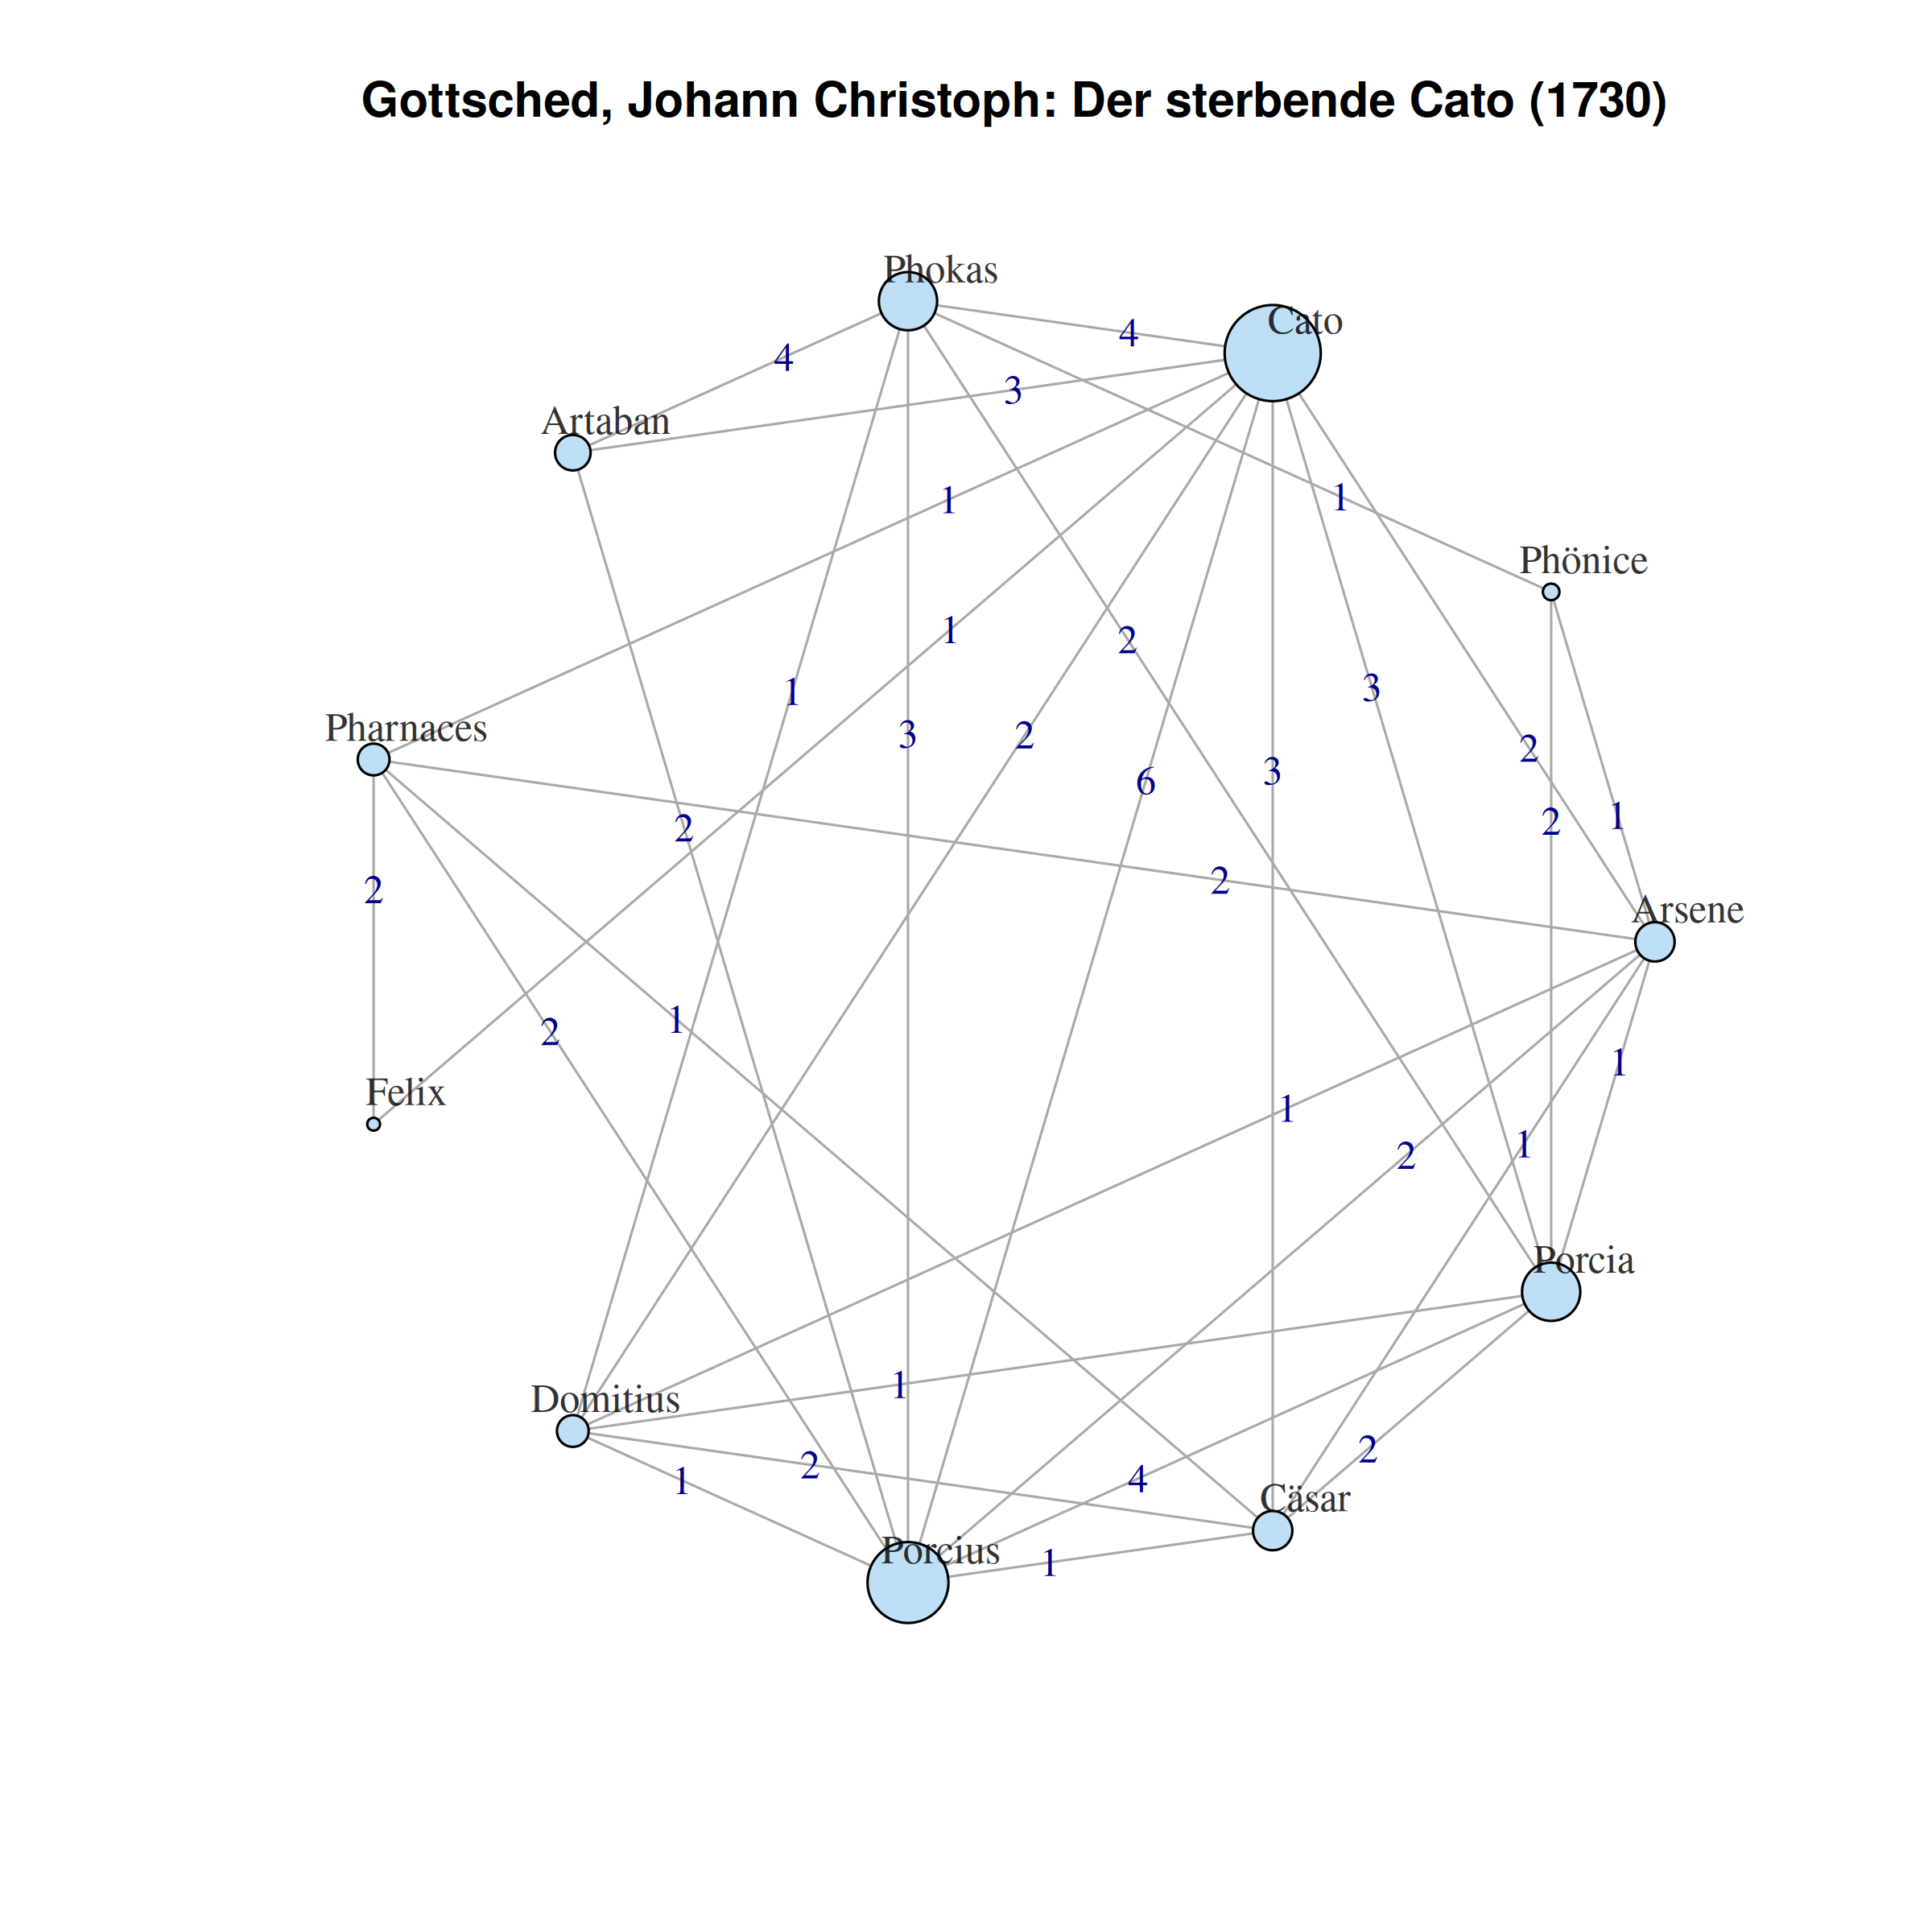 Gottsched, Johann Christoph: Der sterbende Cato (1730)
Phokas
Cato
4
4
3
Artaban
1
1
Phönice
1
2
1
3
Pharnaces
3
2
2
6
3
2
1
2
2
2
Arsene
1
2
1
Felix
1
2
1
Porcia
1
Domitius
2
2
4
1
Cäsar
Porcius
1